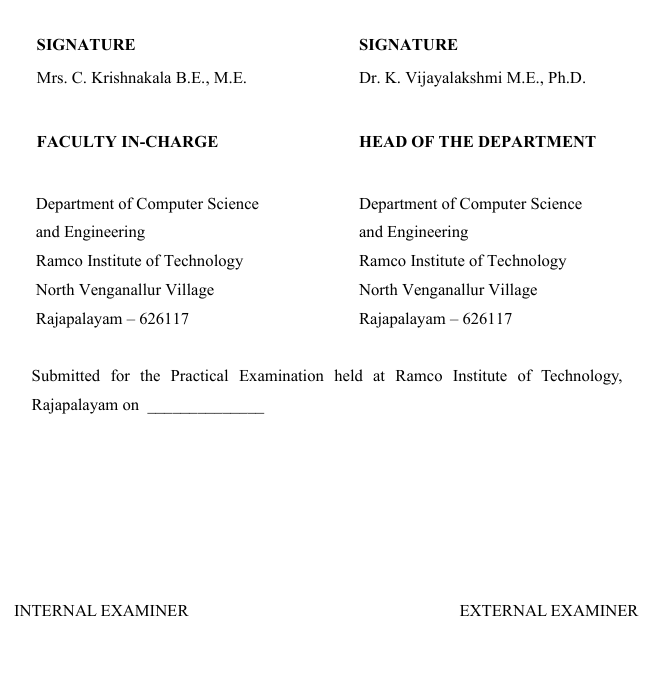 SIGNATURE
Mrs. C. Krishnakala B.E., M.E.
FACULTY IN-CHARGE
Department of Computer Science
and Engineering
Ramco Institute of Technology
North Venganallur Village
Rajapalayam – 626117
SIGNATURE
Dr. K. Vijayalakshmi M.E., Ph.D.
HEAD OF THE DEPARTMENT
Department of Computer Science
and Engineering
Ramco Institute of Technology
North Venganallur Village
Rajapalayam – 626117
Submitted for the Practical Examination held at Ramco Institute of Technology,
Rajapalayam on ______________
INTERNAL EXAMINER
EXTERNAL EXAMINER